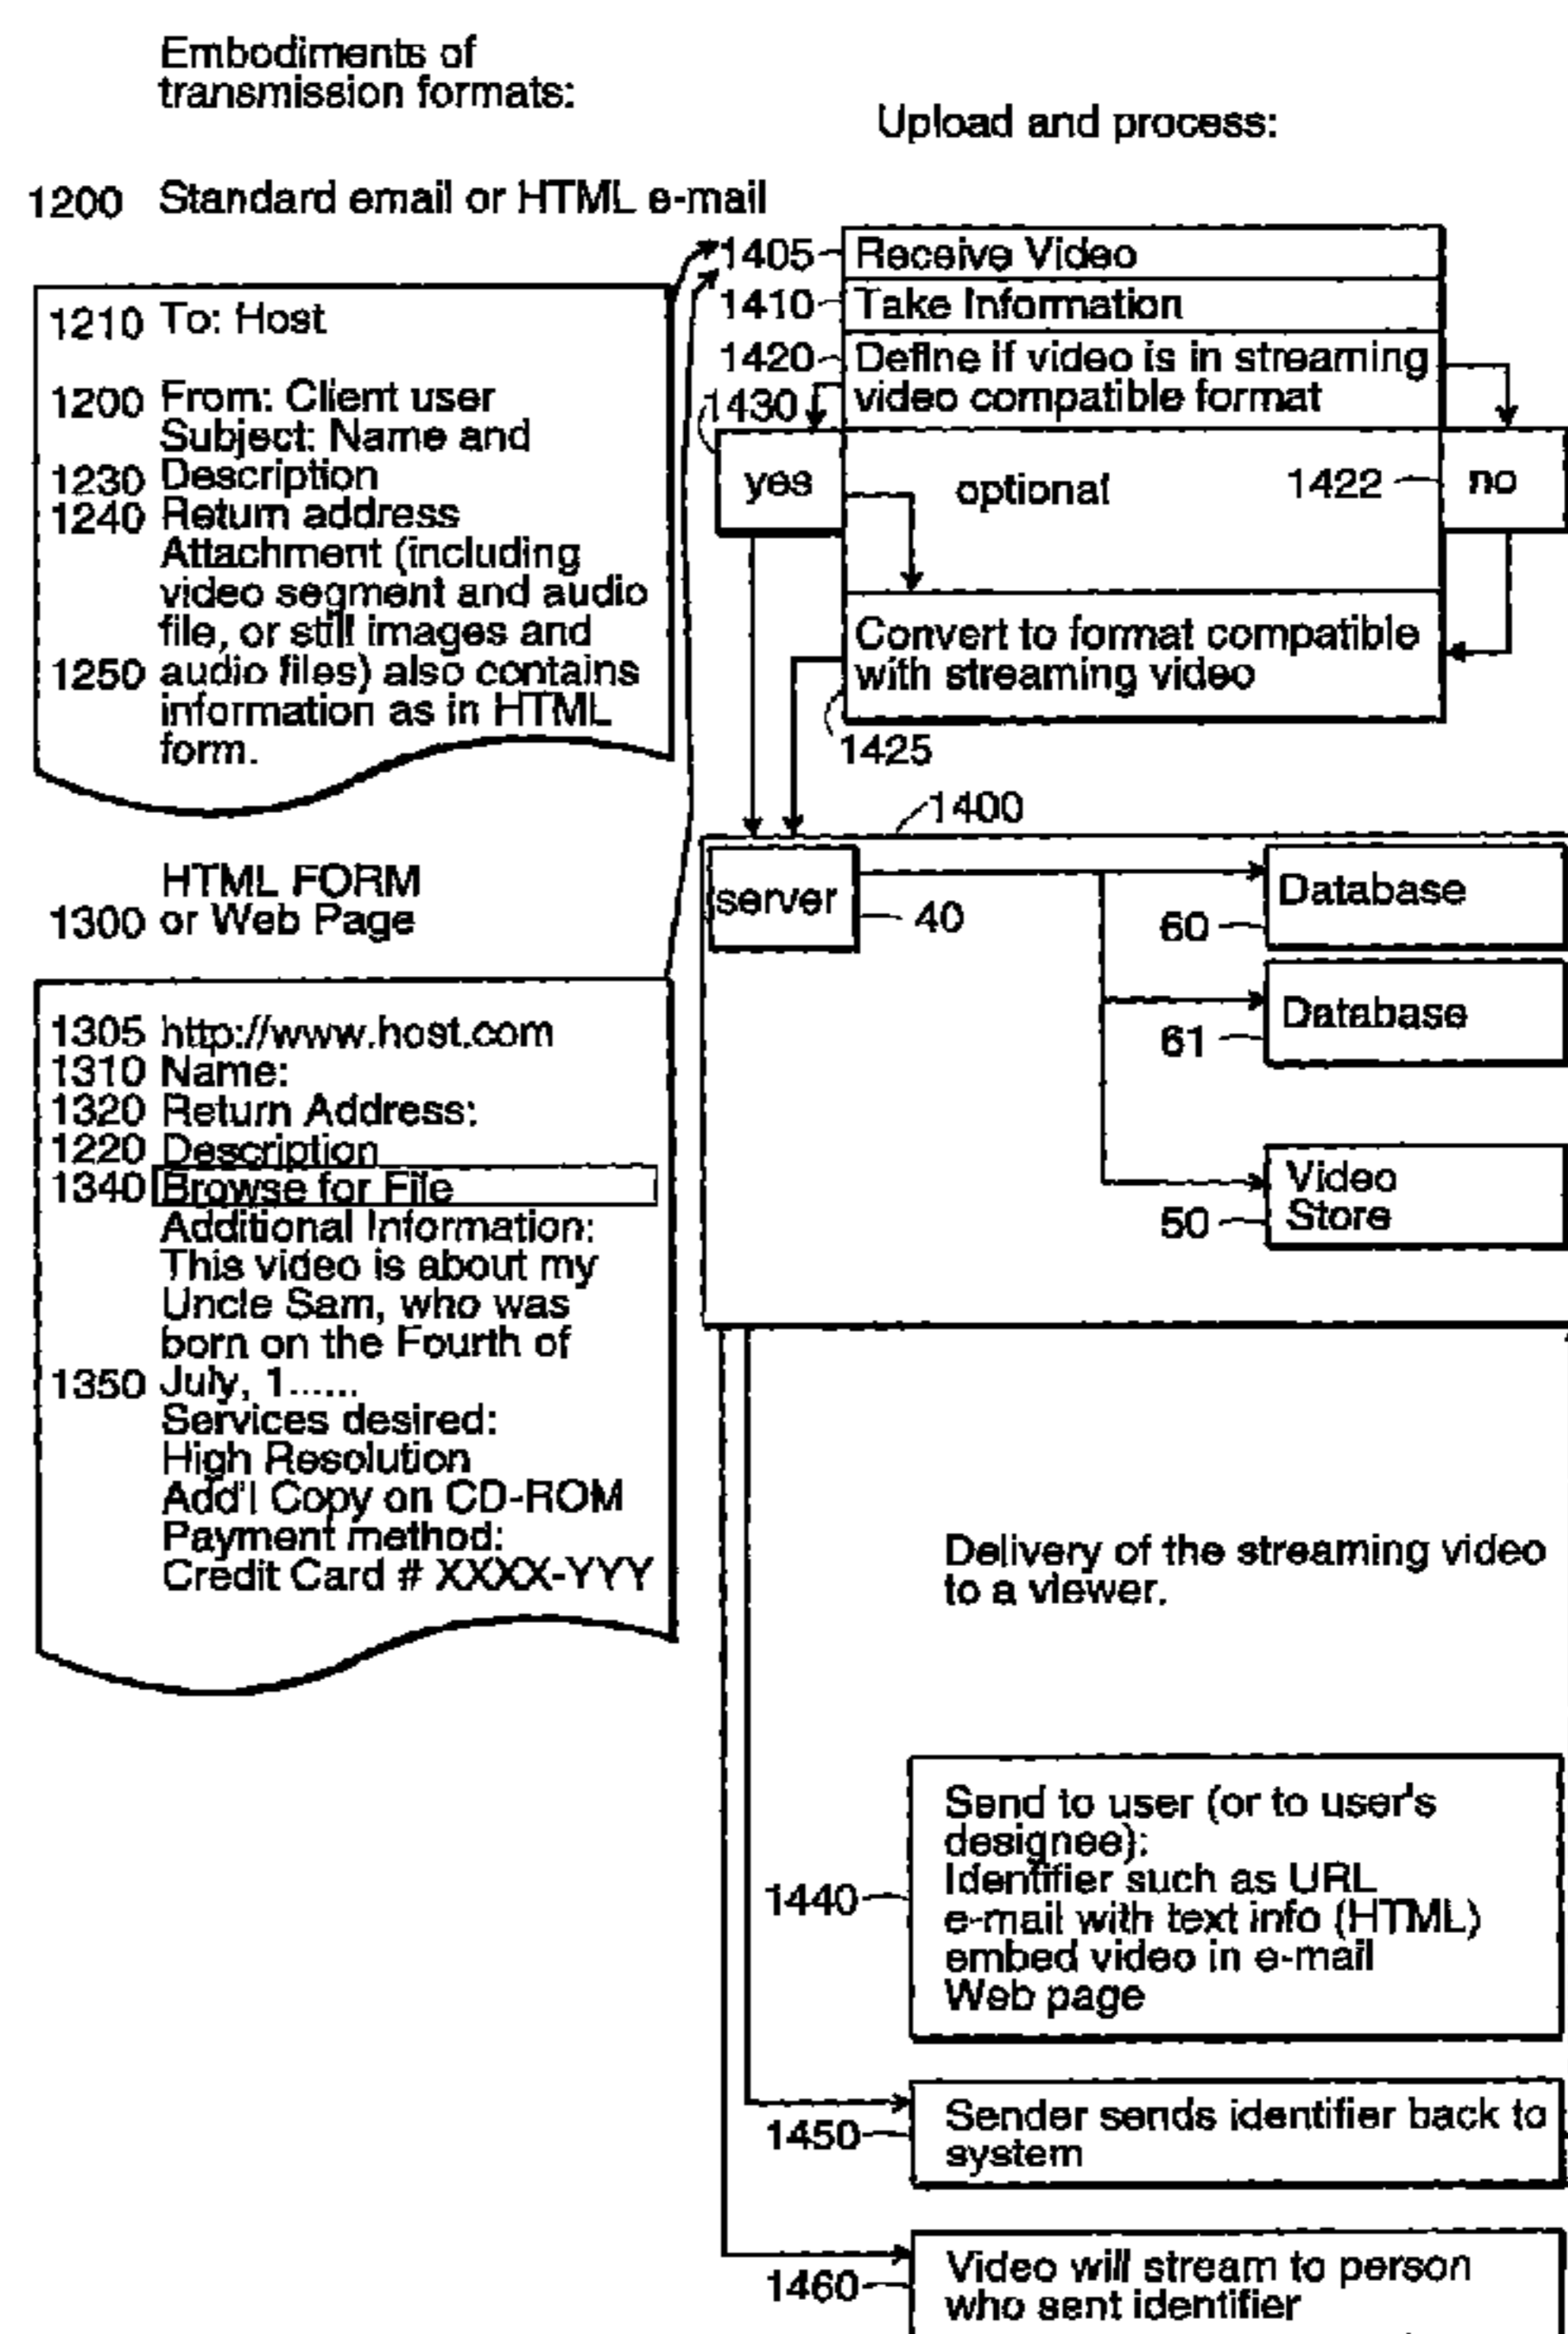 Embodiments of
transmission formats:
1200 Standard email or HTML e-mail
1210 To: Host
1200 From: Client user
Subject: Name and
1230 Description
1240 Return address
Attachment (including
video segment and audio
file, or still images and
1250 audio files) also contains
information as in HTML
form.
HTML FORM
1300 or Web Page
1305 http://www.host.com
1310 Name:
1320 Return Address:
1220 Description
1340 Browse for File
Additional Information:
This video is about my
Uncle Sam, who was
born on the Fourth of
1350 July, 1......
Services desired:
High Resolution
Add'l Copy on CD-ROM
Payment method:
Credit Card # XXXX-YYY
Upload and process:
1405 Receive Video
1410 Take Information
1420 Define if video is in streaming
video compatible format
1430
yes
optional
1422
no
Convert to format compatible
with streaming video
1425
1400
server
40
Database
60
Database
61
Video
50 Store
Delivery of the streaming video
to a viewer.
Send to user (or to user's
designee):
Identifier such as URL
1440
e-mail with text info (HTML)
embed video in e-mail
Web page
1450 Sender sends identifier back to
system
1460 Video will stream to person
who sent identifier